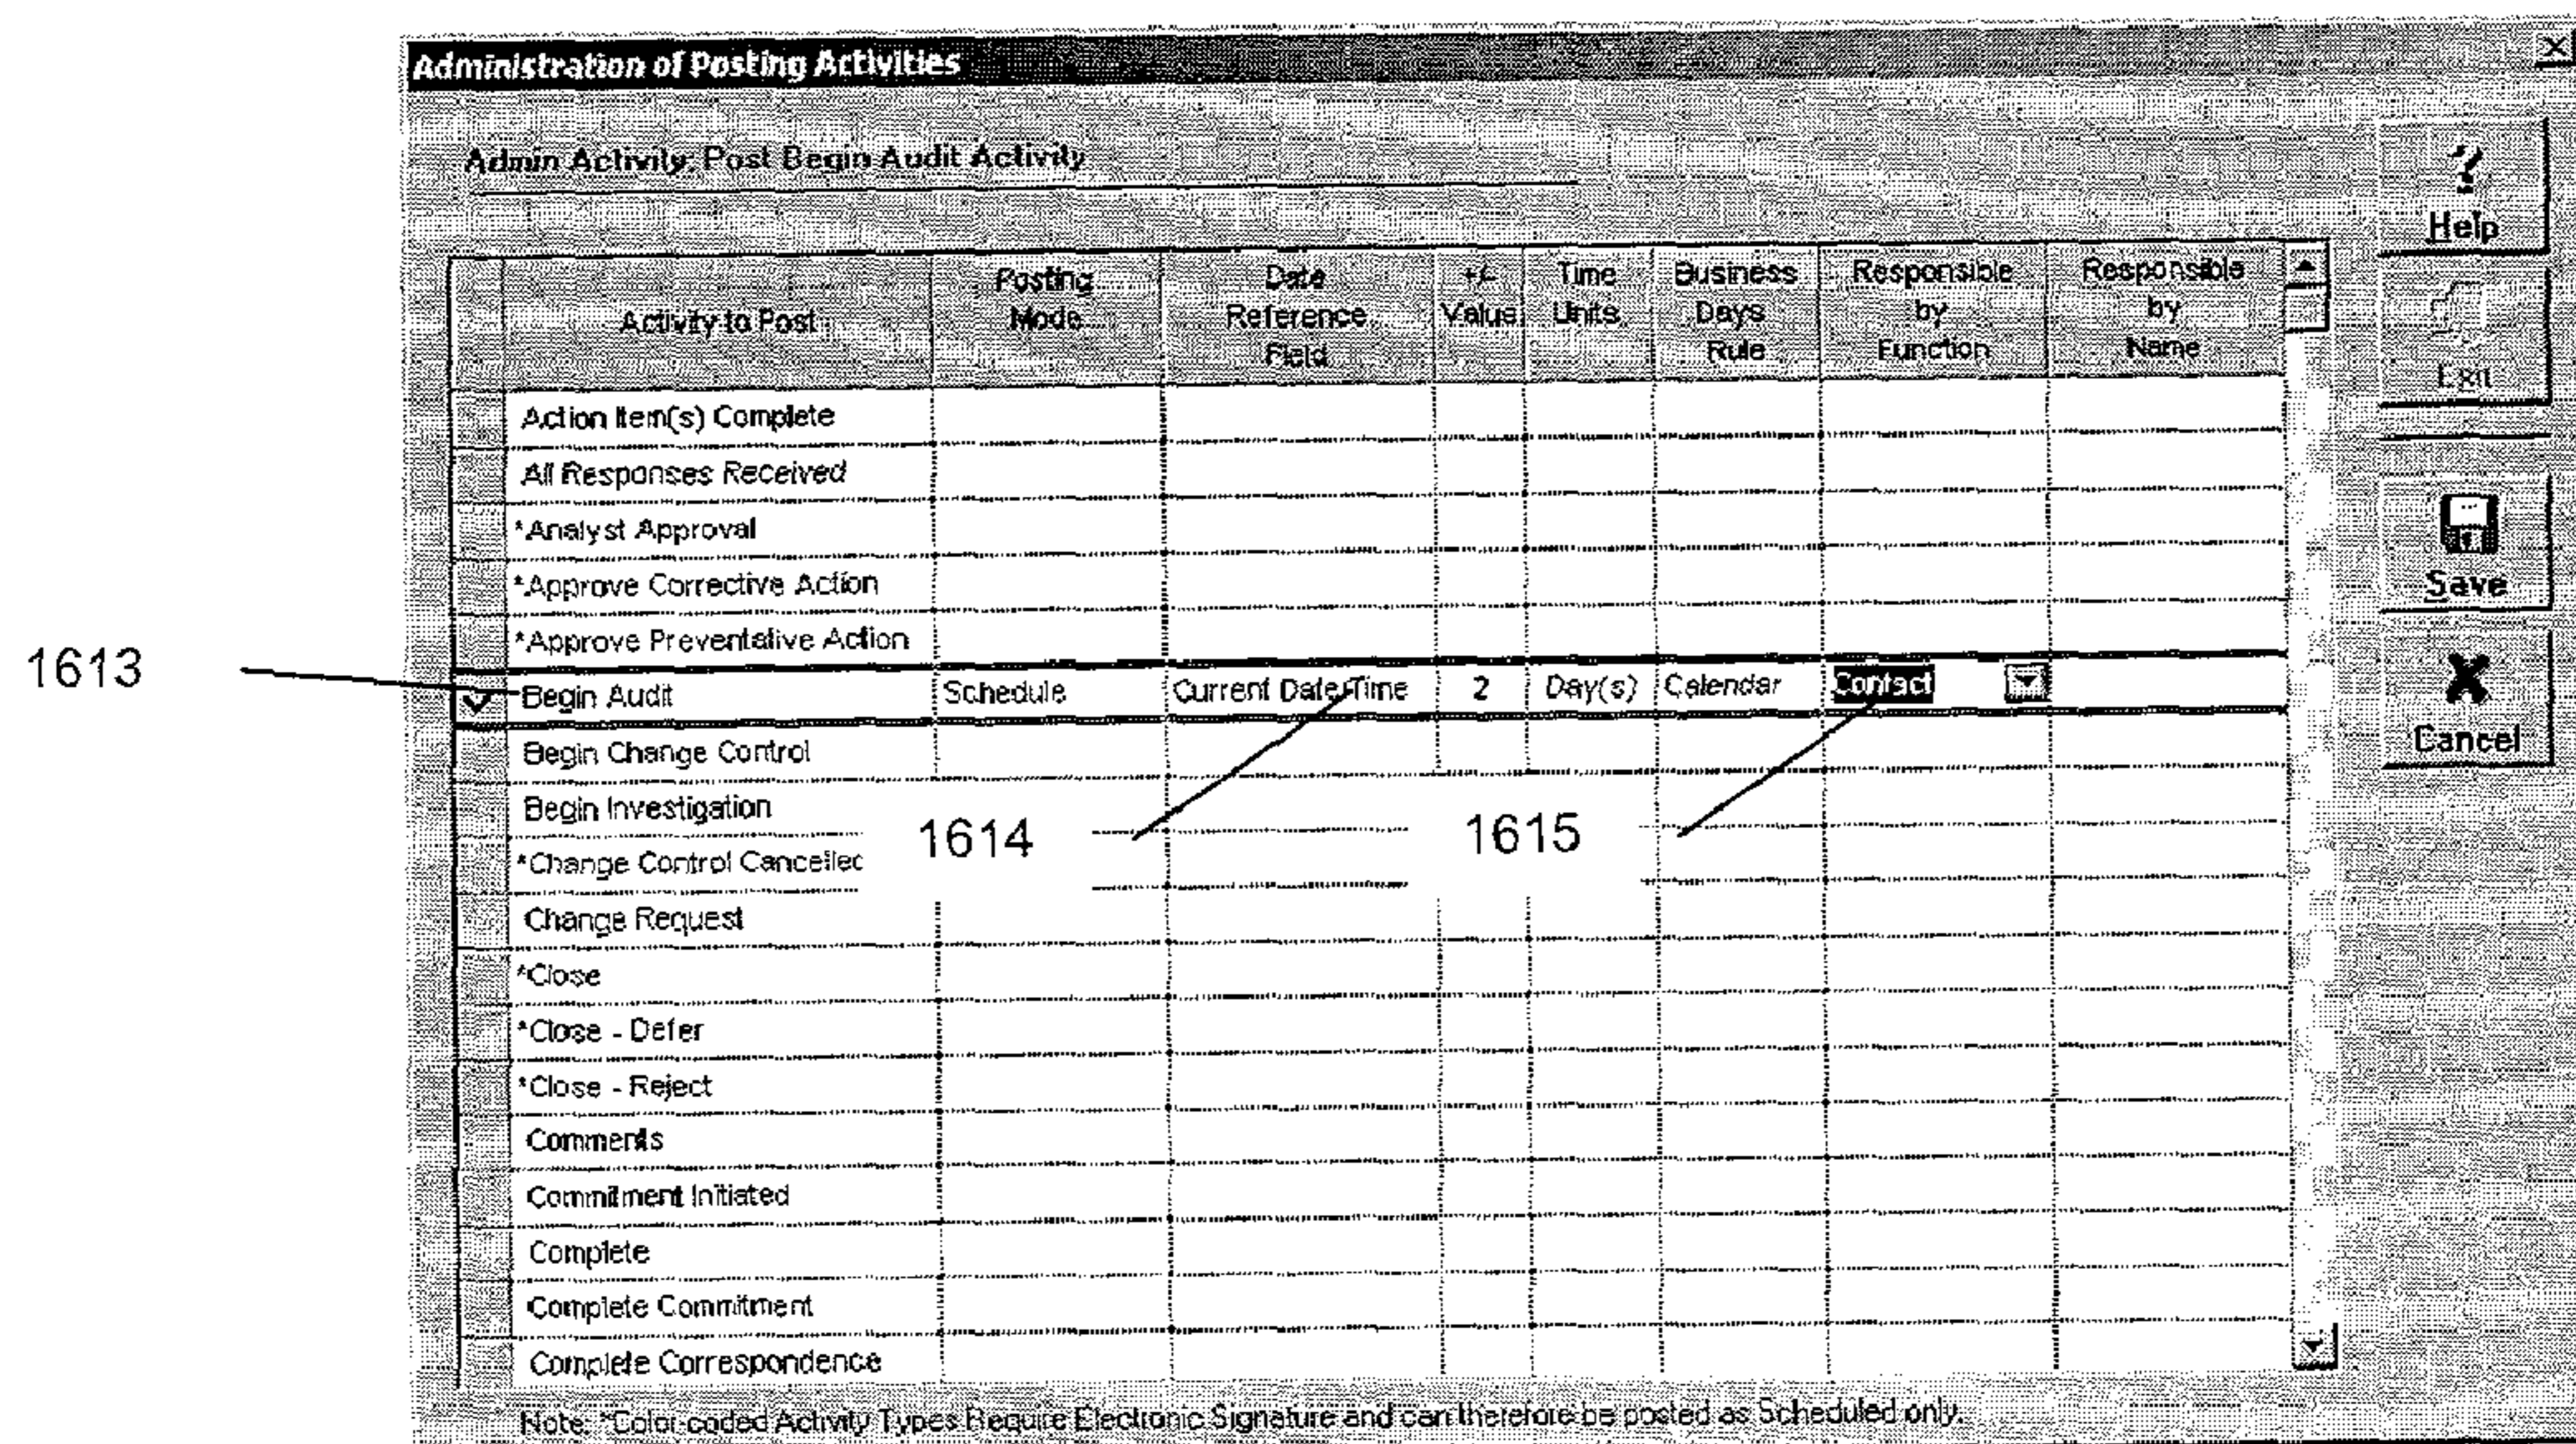 Administration of Posting Activities
Admin Activity: Post Begin Audit Activity
Help
Exit
Save
Cancel
Activity to Post
Posting Mode
Date Reference Field
+/- Value
Time Units
Business Days Rule
Responsible by Function
Responsible by Name
Action Item(s) Complete
All Responses Received
*Analyst Approval
*Approve Corrective Action
*Approve Preventative Action
1613
Begin Audit Schedule Current Date/Time 2 Day(s) Calendar Contact
Begin Change Control
Begin Investigation
1614
1615
*Change Control Cancelled
Change Request
*Close
*Close - Defer
*Close - Reject
Comments
Commitment Initiated
Complete
Complete Commitment
Complete Correspondence
Note: *Color-coded Activity Types Require Electronic Signature and can therefore be posted as Scheduled only.